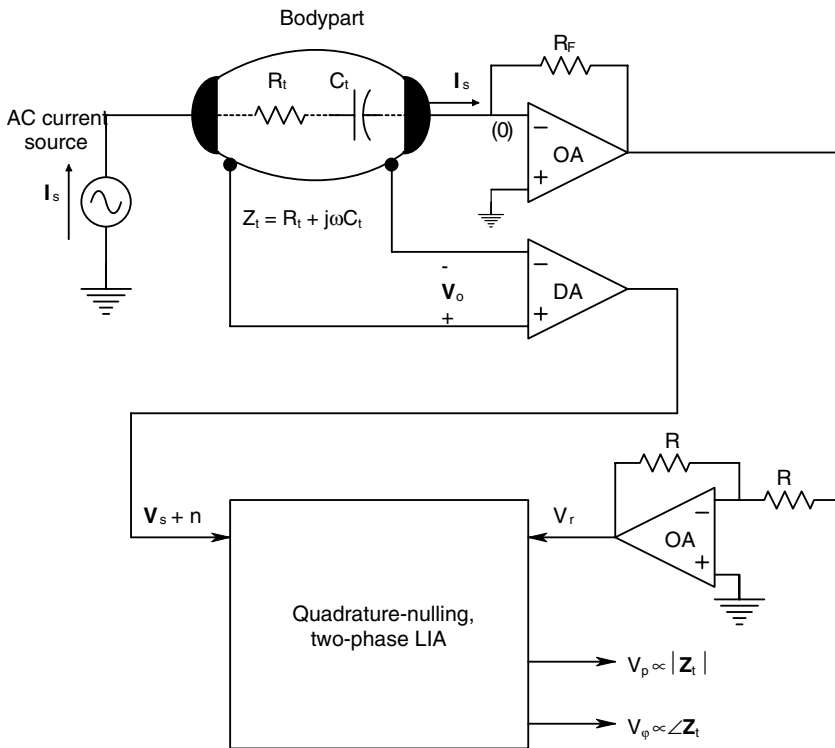 Bodypart
R_t
C_t
I_s
R_F
AC current
source
(0)
−
OA
+
I_s
Z_t = R_t + jωC_t
-
V_o
+
−
DA
+
R
R
V_s + n
V_r
−
OA
+
Quadrature-nulling,
two-phase LIA
V_p ∝ |Z_t|
V_φ ∝ ∠Z_t